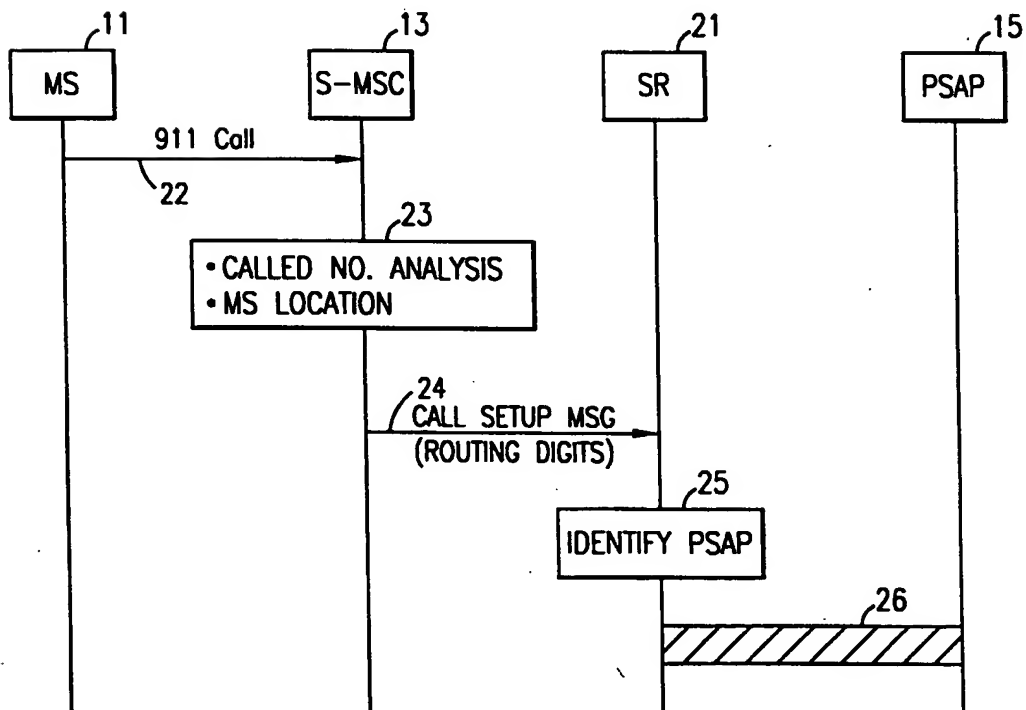 11
13
21
15
MS
S-MSC
SR
PSAP
911 Call
22
23
• CALLED NO. ANALYSIS
• MS LOCATION
24
CALL SETUP MSG
(ROUTING DIGITS)
25
IDENTIFY PSAP
26